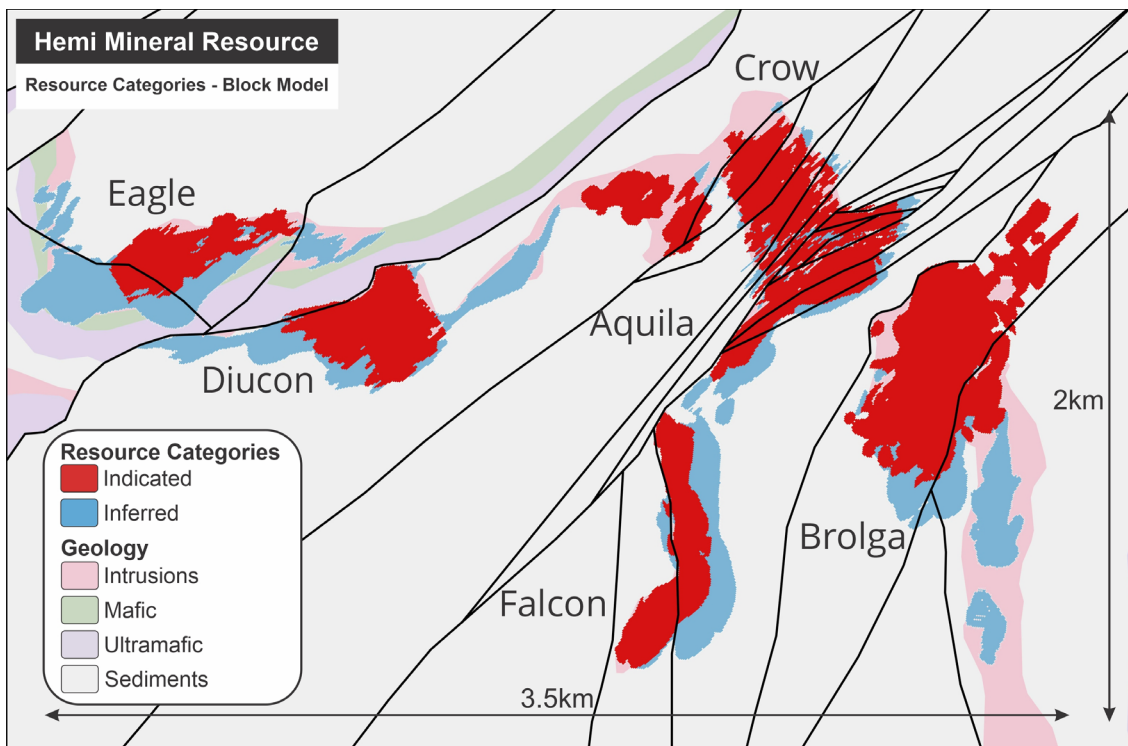 Hemi Mineral Resource
Resource Categories - Block Model
Crow
Eagle
Aquila
Diucon
2km
Brolga
Falcon
3.5km
Resource Categories
Indicated
Inferred
Geology
Intrusions
Mafic
Ultramafic
Sediments